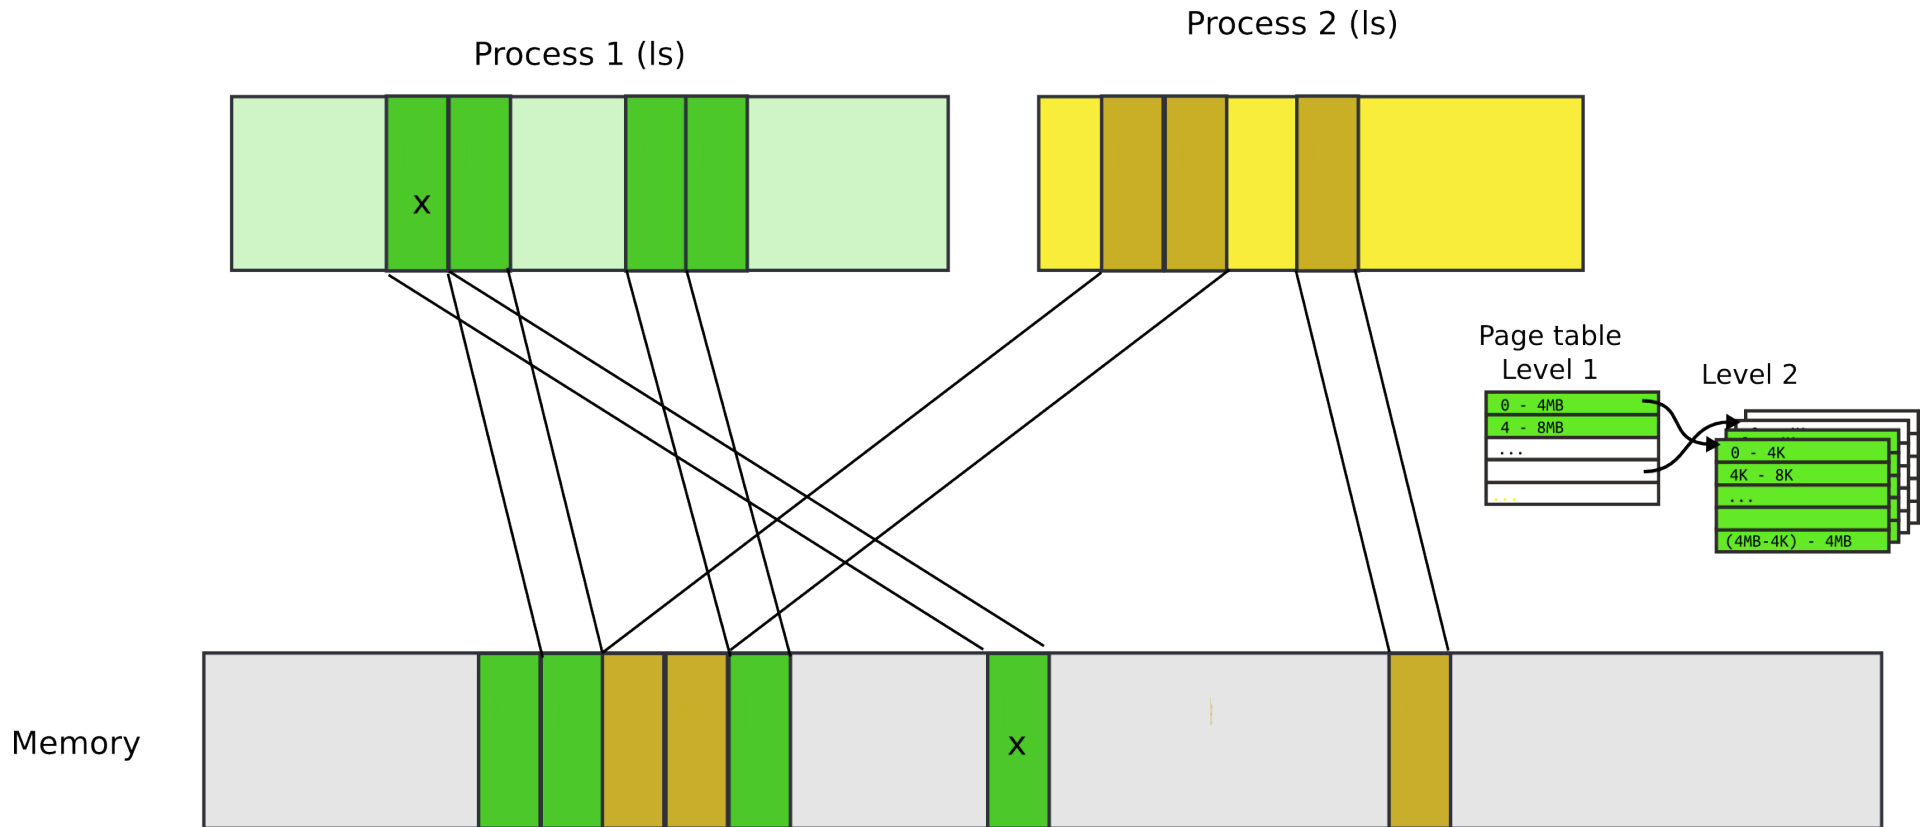 Process 1 (ls)
Process 2 (ls)
x
Page table
Level 1
Level 2
0 - 4MB
4 - 8MB
...
...
0 - 4K
4K - 8K
...
(4MB-4K) - 4MB
Memory
x